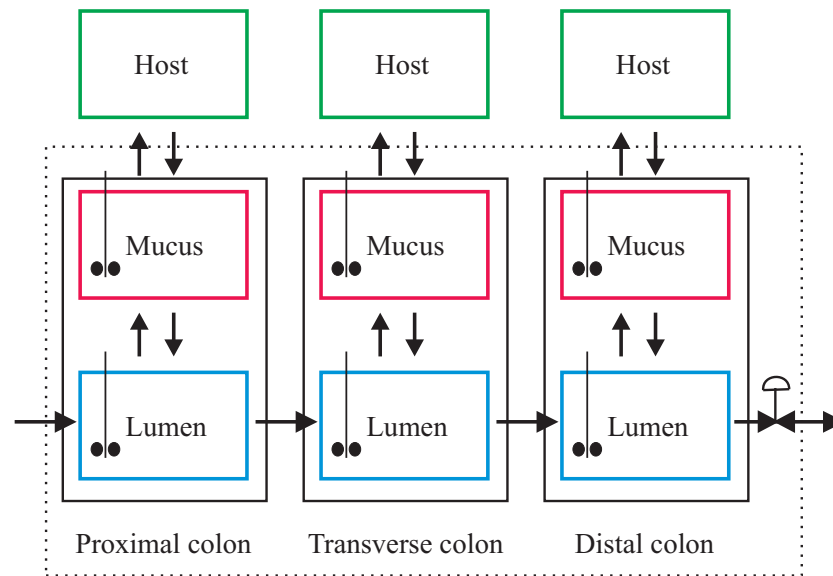 Host Host Host
Mucus Mucus Mucus
Lumen Lumen Lumen
Proximal colon Transverse colon Distal colon